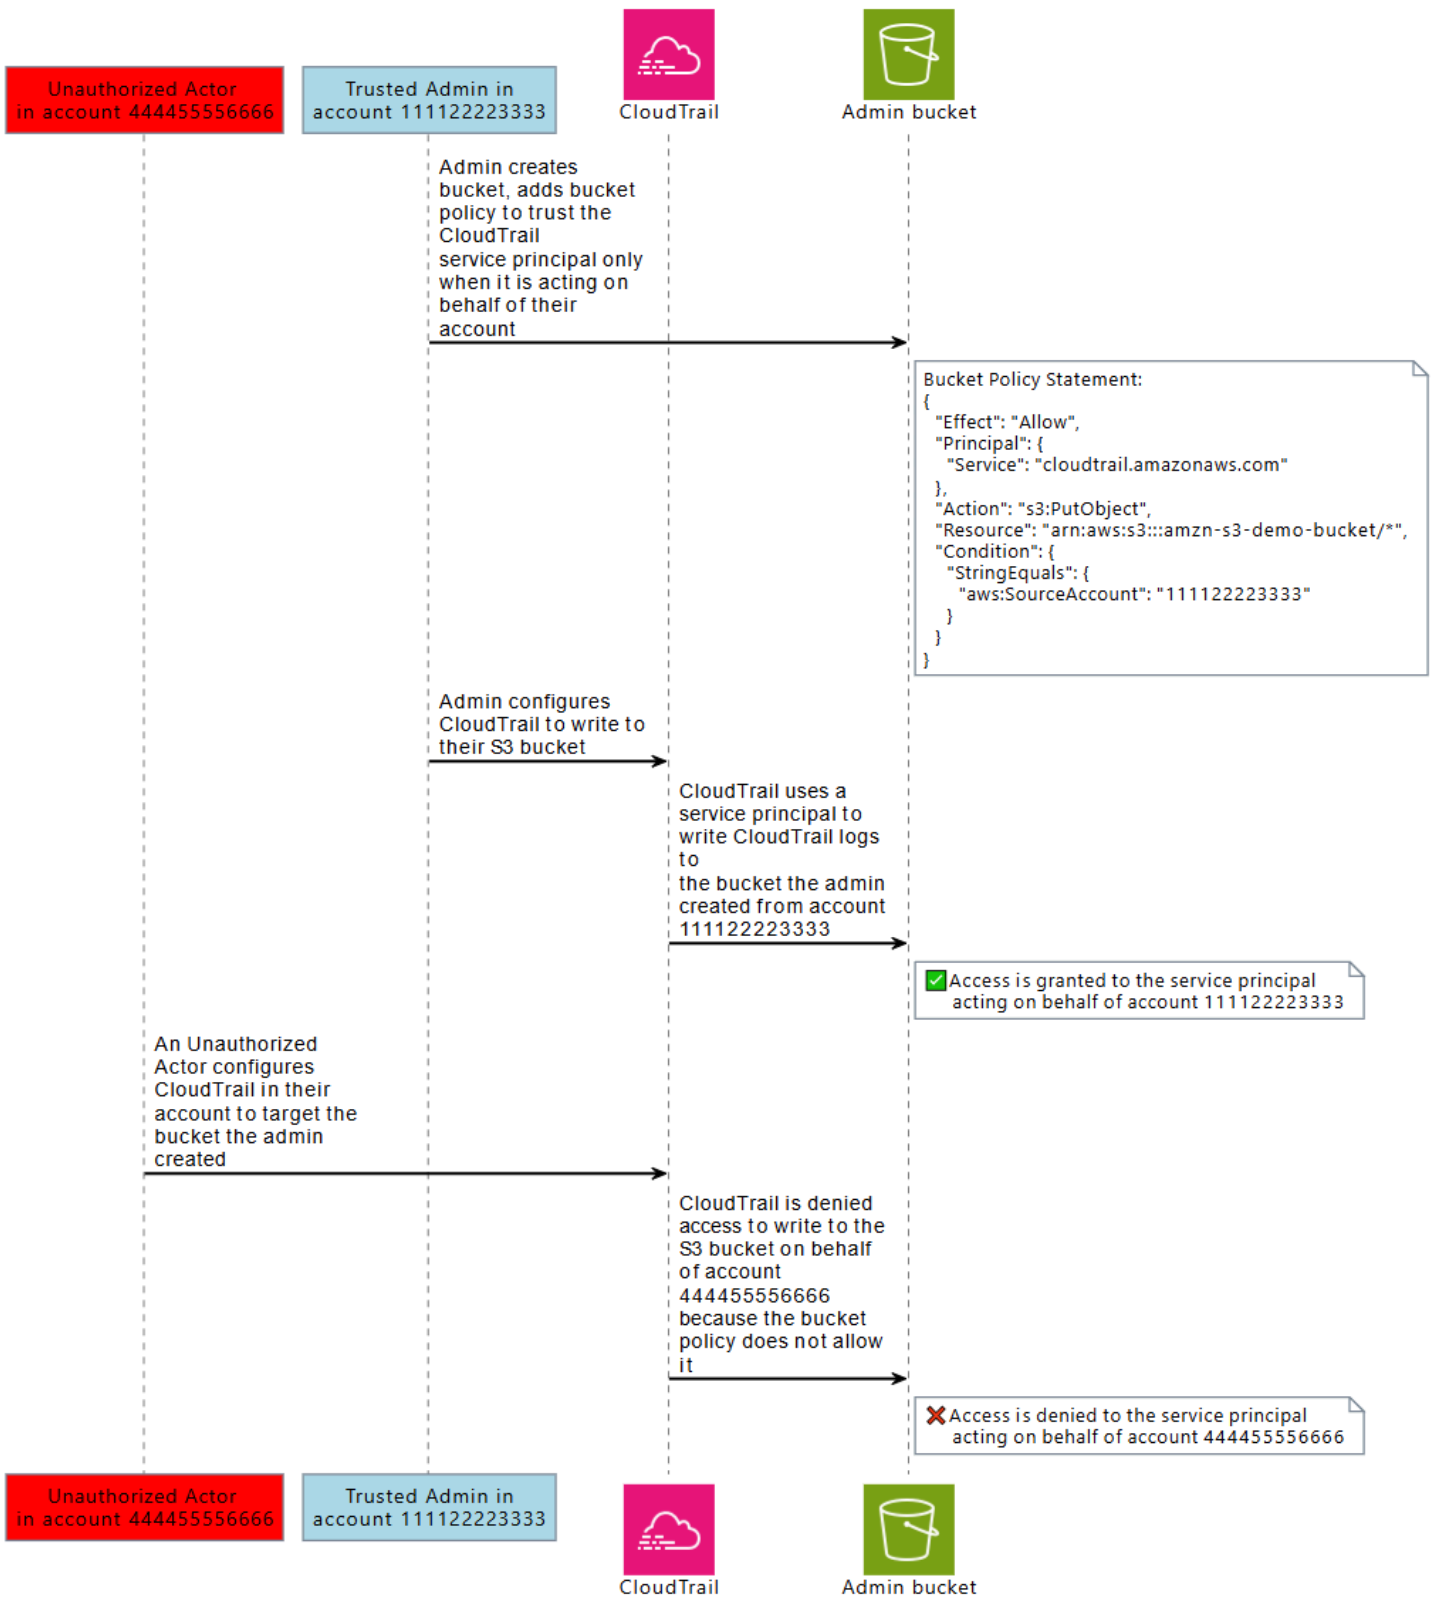 Unauthorized Actor
in account 444455556666
Trusted Admin in
account 111122223333
CloudTrail
Admin bucket
Admin creates
bucket, adds bucket
policy to trust the
CloudTrail
service principal only
when it is acting on
behalf of their
account
Bucket Policy Statement:
{
"Effect": "Allow",
"Principal": {
"Service": "cloudtrail.amazonaws.com"
},
"Action": "s3:PutObject",
"Resource": "arn:aws:s3:::amzn-s3-demo-bucket/*",
"Condition": {
"StringEquals": {
"aws:SourceAccount": "111122223333"
}
}
}
Admin configures
CloudTrail to write to
their S3 bucket
CloudTrail uses a
service principal to
write CloudTrail logs
to
the bucket the admin
created from account
111122223333
✅ Access is granted to the service principal
acting on behalf of account 111122223333
An Unauthorized
Actor configures
CloudTrail in their
account to target the
bucket the admin
created
CloudTrail is denied
access to write to the
S3 bucket on behalf
of account
444455556666
because the bucket
policy does not allow
it
❌ Access is denied to the service principal
acting on behalf of account 444455556666
Unauthorized Actor
in account 444455556666
Trusted Admin in
account 111122223333
CloudTrail
Admin bucket